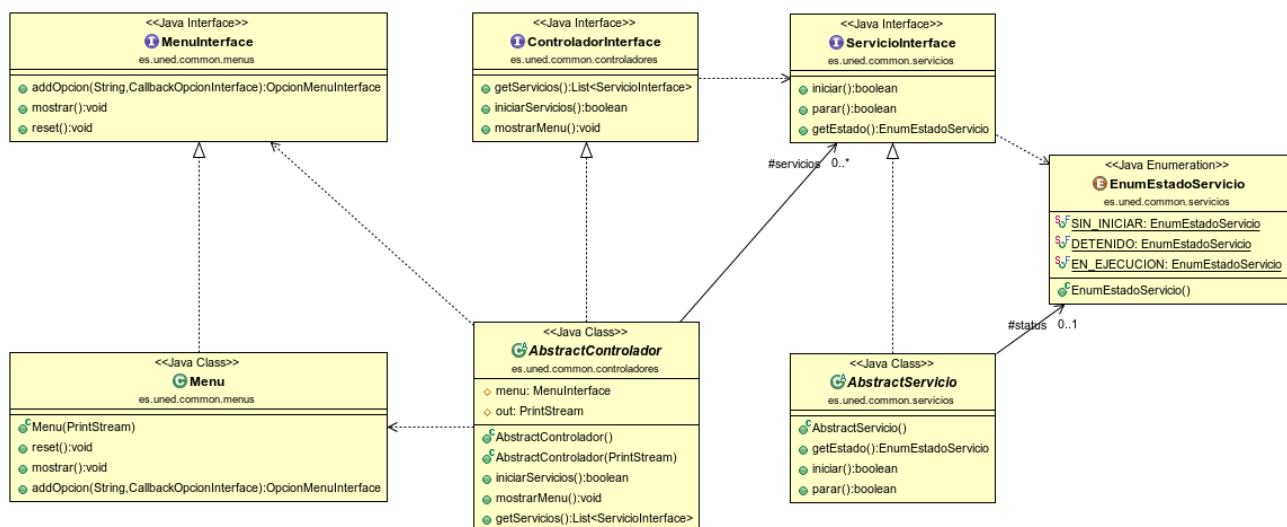 <<Java Interface>>
MenuInterface
es.uned.common.menus
addOpcion(String,CallbackOpcionInterface):OpcionMenuInterface
mostrar():void
reset():void
<<Java Interface>>
ControladorInterface
es.uned.common.controladores
getServicios():List<ServicioInterface>
iniciarServicios():boolean
mostrarMenu():void
<<Java Interface>>
ServicioInterface
es.uned.common.servicios
iniciar():boolean
parar():boolean
getEstado():EnumEstadoServicio
#servicios 0..*
<<Java Enumeration>>
EnumEstadoServicio
es.uned.common.servicios
SIN_INICIAR: EnumEstadoServicio
DETENIDO: EnumEstadoServicio
EN_EJECUCION: EnumEstadoServicio
EnumEstadoServicio()
#status 0..1
<<Java Class>>
Menu
es.uned.common.menus
Menu(PrintStream)
reset():void
mostrar():void
addOpcion(String,CallbackOpcionInterface):OpcionMenuInterface
<<Java Class>>
AbstractControlador
es.uned.common.controladores
menu: MenuInterface
out: PrintStream
AbstractControlador()
AbstractControlador(PrintStream)
iniciarServicios():boolean
mostrarMenu():void
getServicios():List<ServicioInterface>
<<Java Class>>
AbstractServicio
es.uned.common.servicios
AbstractServicio()
getEstado():EnumEstadoServicio
iniciar():boolean
parar():boolean